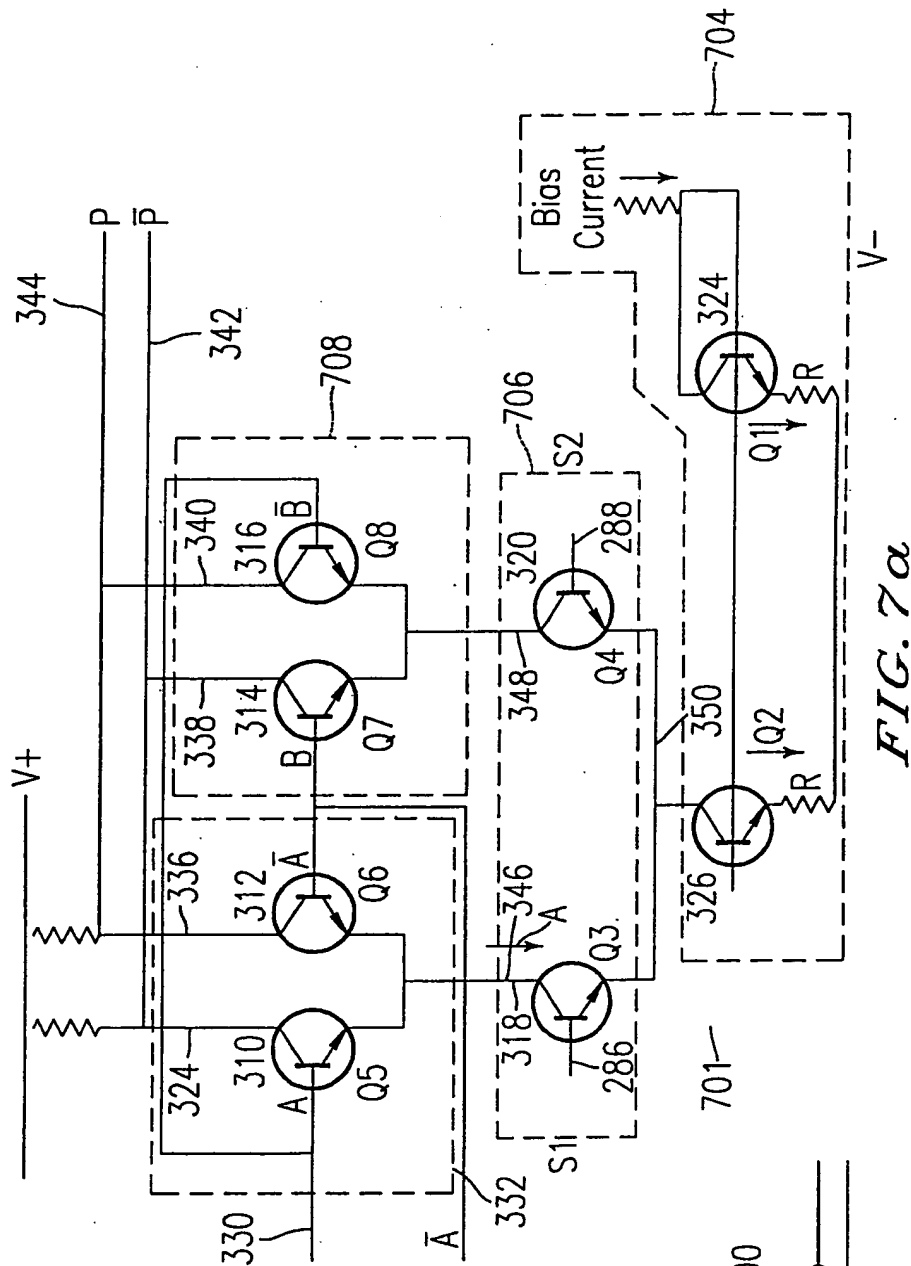 V+
344
P
P̅
342
324
336
338
340
708
330
A
310
Q5
312
A̅
Q6
B
314
Q7
316
B̅
Q8
332
A̅
706
S1
S2
346
318
A
Q3
286
348
320
Q4
288
350
704
Bias
Current
701
326
Q2
R
324
Q1
R
V−
FIG. 7a
00